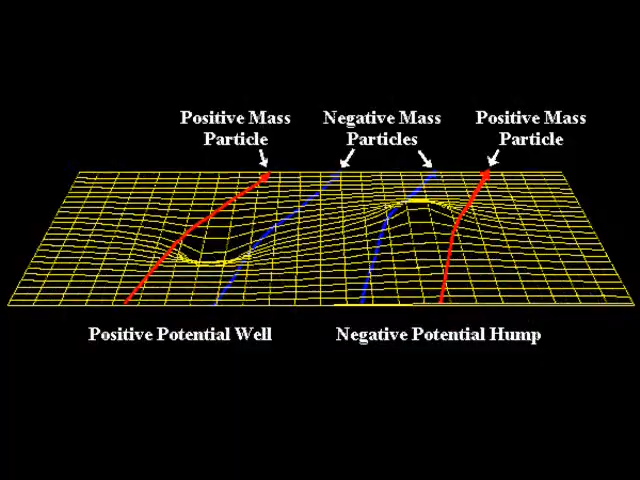 Positive Mass
Particle
Negative Mass
Particles
Positive Mass
Particle
Positive Potential Well
Negative Potential Hump